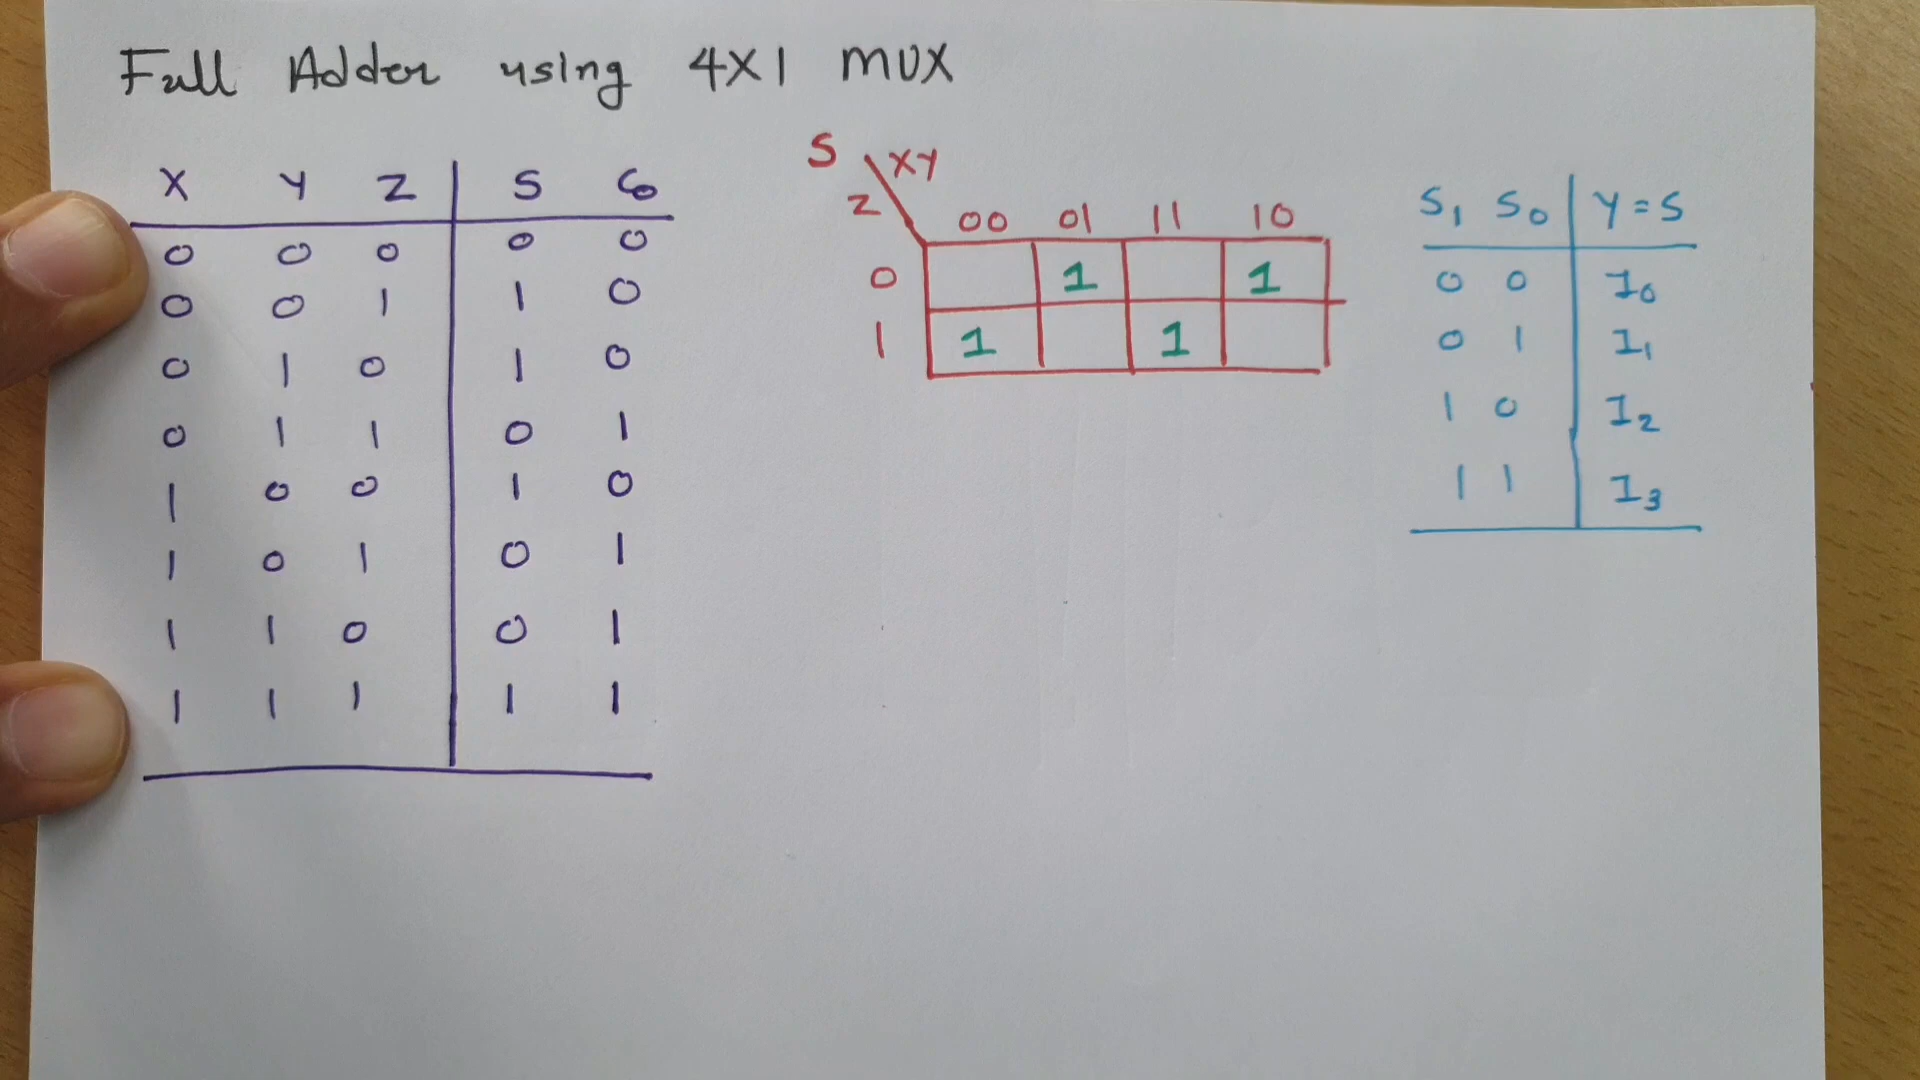 Full Adder using 4X1 MUX
X Y Z S Co
0 0 0 0 0
0 0 1 1 0
0 1 0 1 0
0 1 1 0 1
1 0 0 1 0
1 0 1 0 1
1 1 0 0 1
1 1 1 1 1
S XY
Z 00 01 11 10
0 1 1
1 1 1
S1 S0 Y=S
0 0 I0
0 1 I1
1 0 I2
1 1 I3